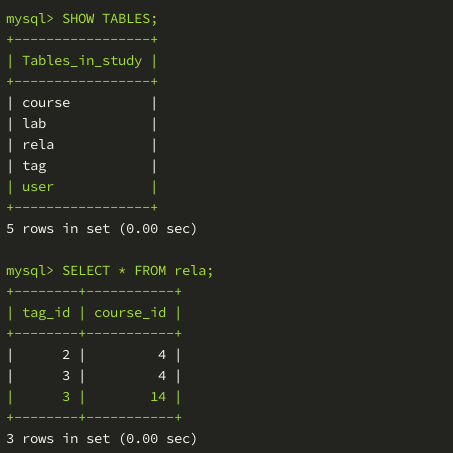 mysql> SHOW TABLES;
+-----------------+
| Tables_in_study |
+-----------------+
| course          |
| lab             |
| rela            |
| tag             |
| user            |
+-----------------+
5 rows in set (0.00 sec)

mysql> SELECT * FROM rela;
+--------+-----------+
| tag_id | course_id |
+--------+-----------+
|      2 |         4 |
|      3 |         4 |
|      3 |        14 |
+--------+-----------+
3 rows in set (0.00 sec)